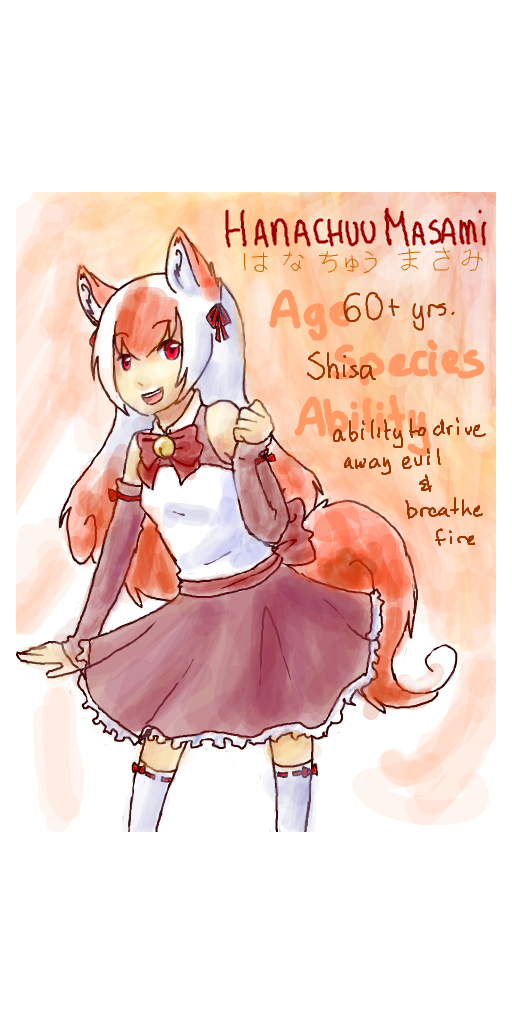 HANACHUU MASAMI
はなちゅう まさみ
Age 60+ yrs.
Species Shisa
Ability ability to drive
away evil
&
breathe
fire